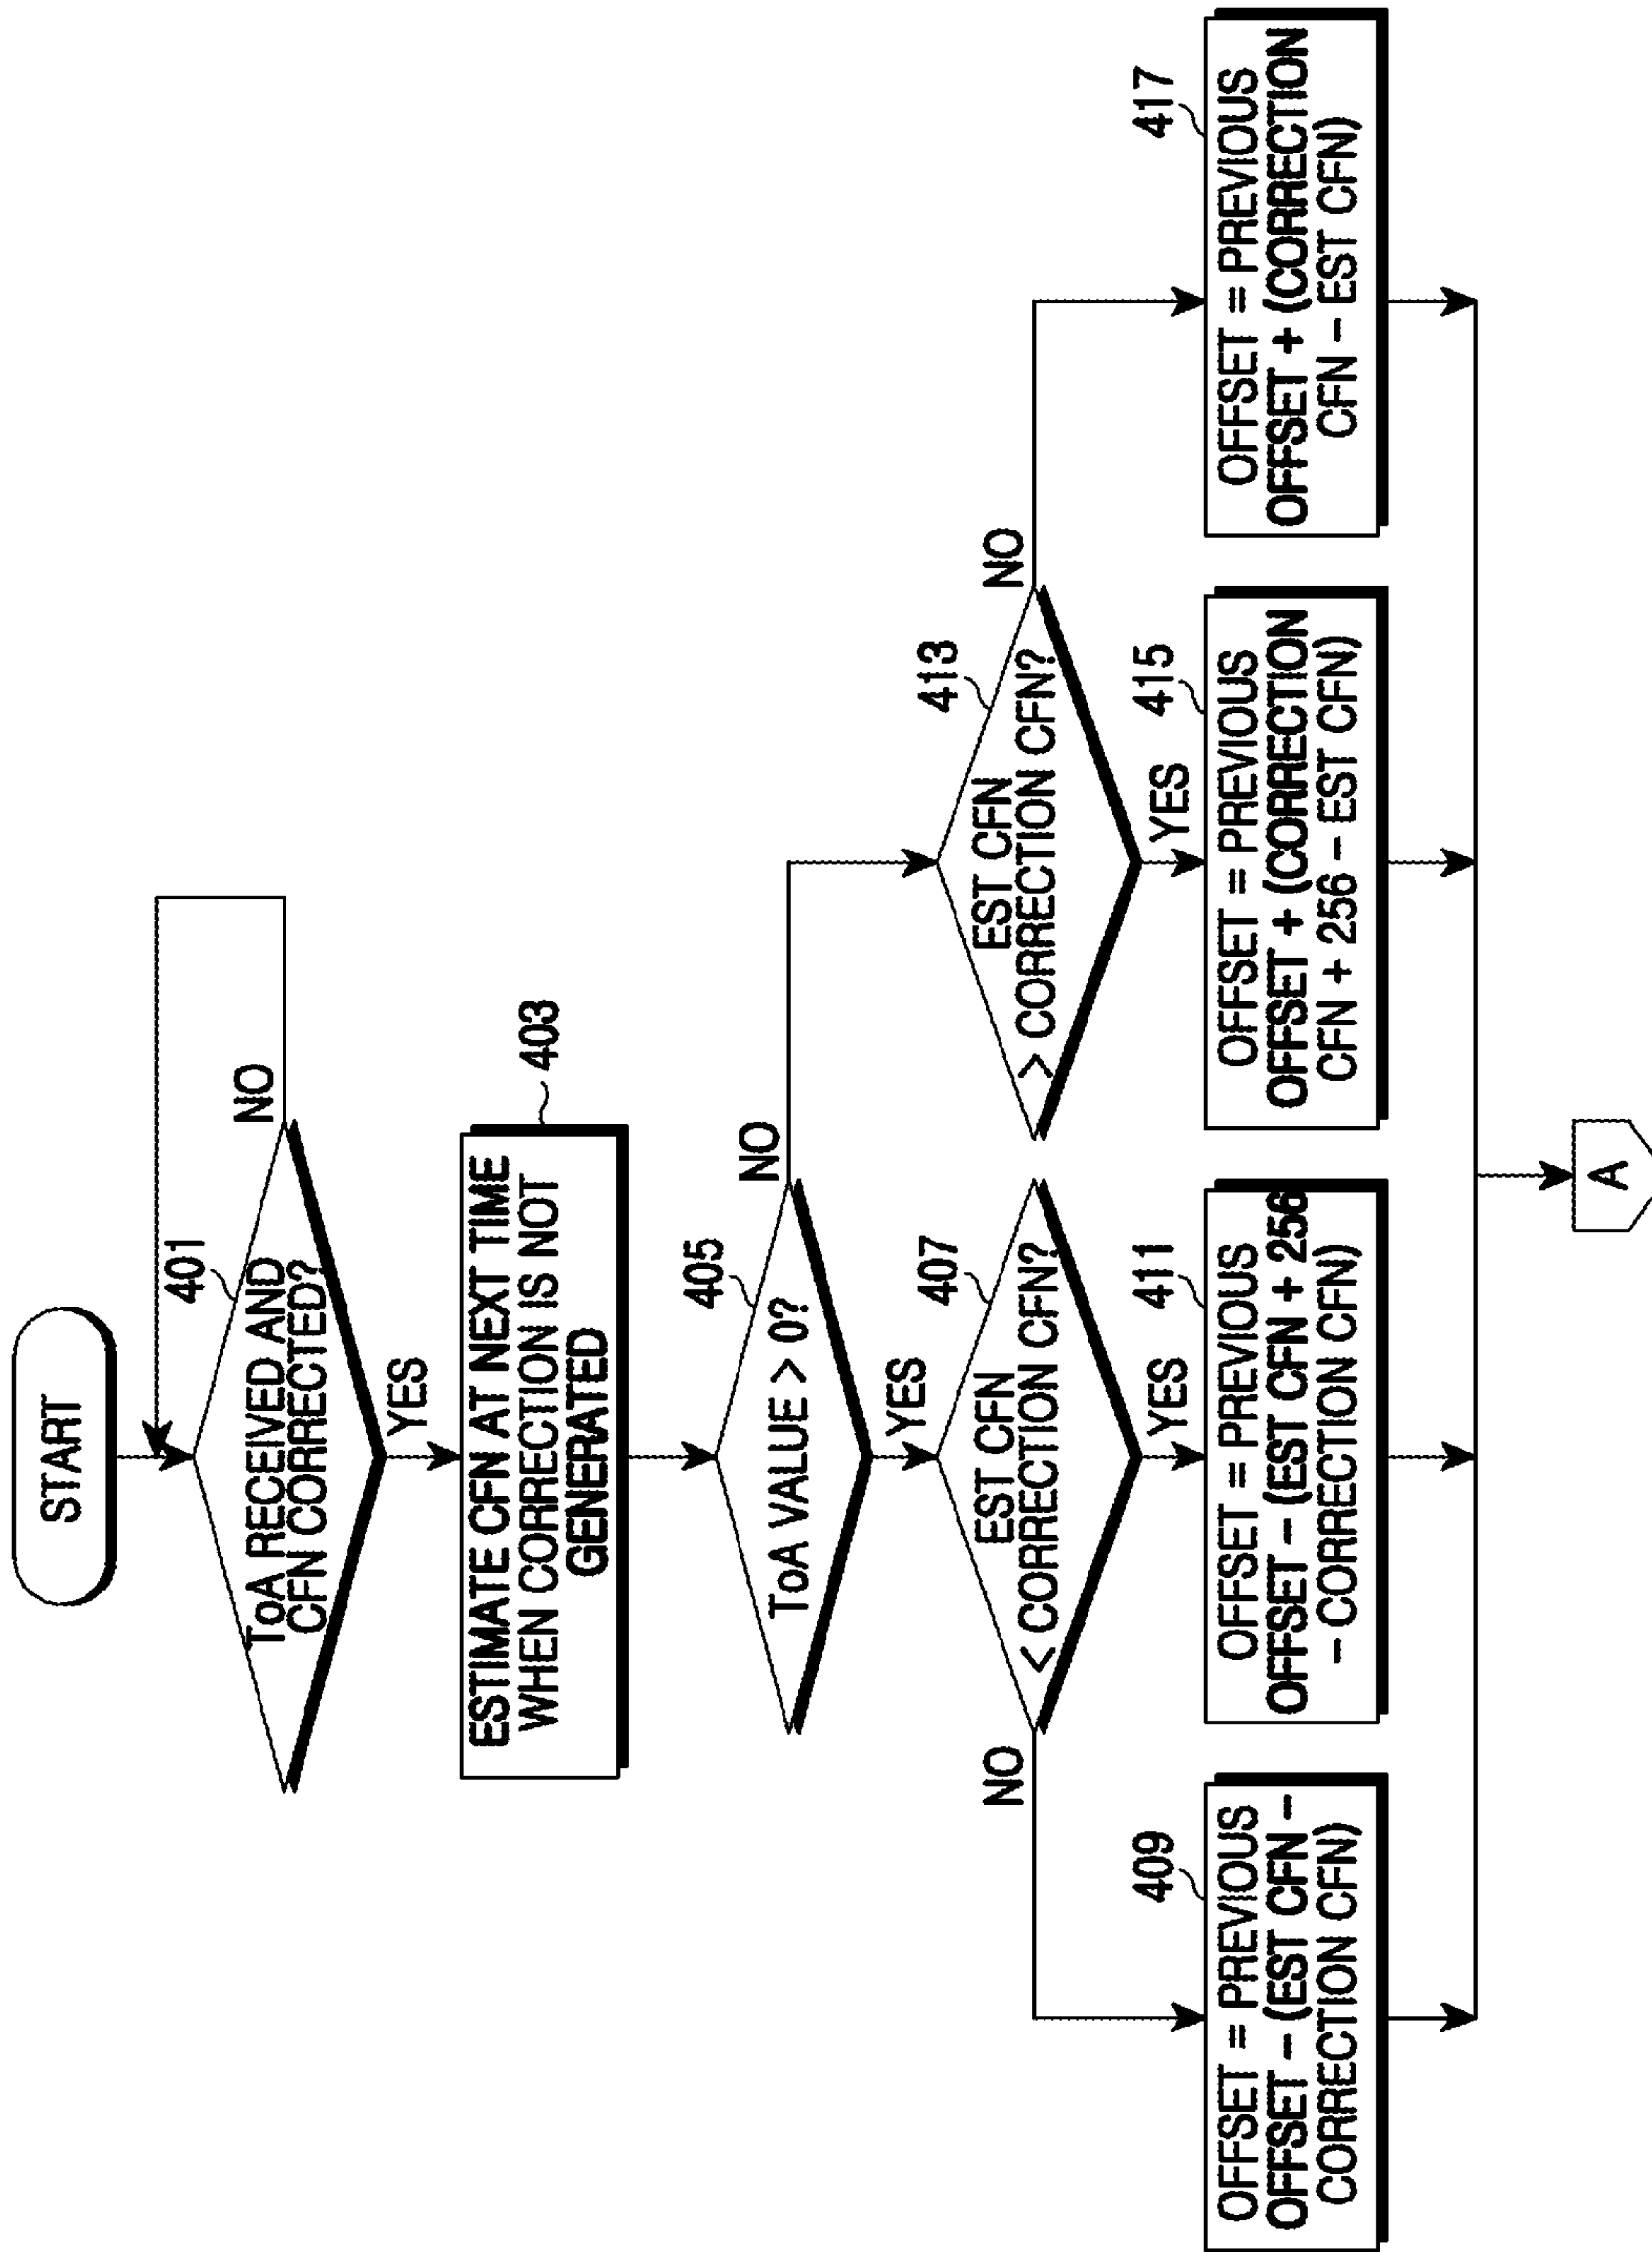 START
401
ToA RECEIVED AND
CFN CORRECTED?
NO
YES
403
ESTIMATE CFN AT NEXT TIME
WHEN CORRECTION IS NOT
GENERATED
405
ToA VALUE > 0?
NO
YES
407
EST CFN
< CORRECTION CFN?
NO
YES
413
EST CFN
> CORRECTION CFN?
NO
YES
409
OFFSET = PREVIOUS
OFFSET – (EST CFN –
CORRECTION CFN)
411
OFFSET = PREVIOUS
OFFSET – (EST CFN + 256
– CORRECTION CFN)
415
OFFSET = PREVIOUS
OFFSET + (CORRECTION
CFN + 256 – EST CFN)
417
OFFSET = PREVIOUS
OFFSET + (CORRECTION
CFN – EST CFN)
A